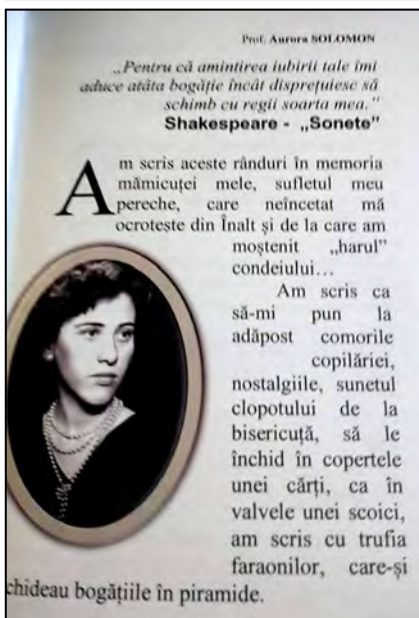 Prof. Aurora SOLOMON
„Pentru că amintirea iubirii tale îmi
aduce atâta bogăție încât disprețuiesc să
schimb cu regii soarta mea."
Shakespeare - „Sonete"
Am scris aceste rânduri în memoria
mămicuței mele, sufletul meu
pereche, care neîncetat mă
ocrotește din Înalt și de la care am
moștenit „harul"
condeiului…
Am scris ca
să-mi pun la
adăpost comorile
copilăriei,
nostalgiile, sunetul
clopotului de la
bisericuță, să le
închid în copertele
unei cărți, ca în
valvele unei scoici,
am scris cu trufia
faraonilor, care-și
chideau bogățiile în piramide.